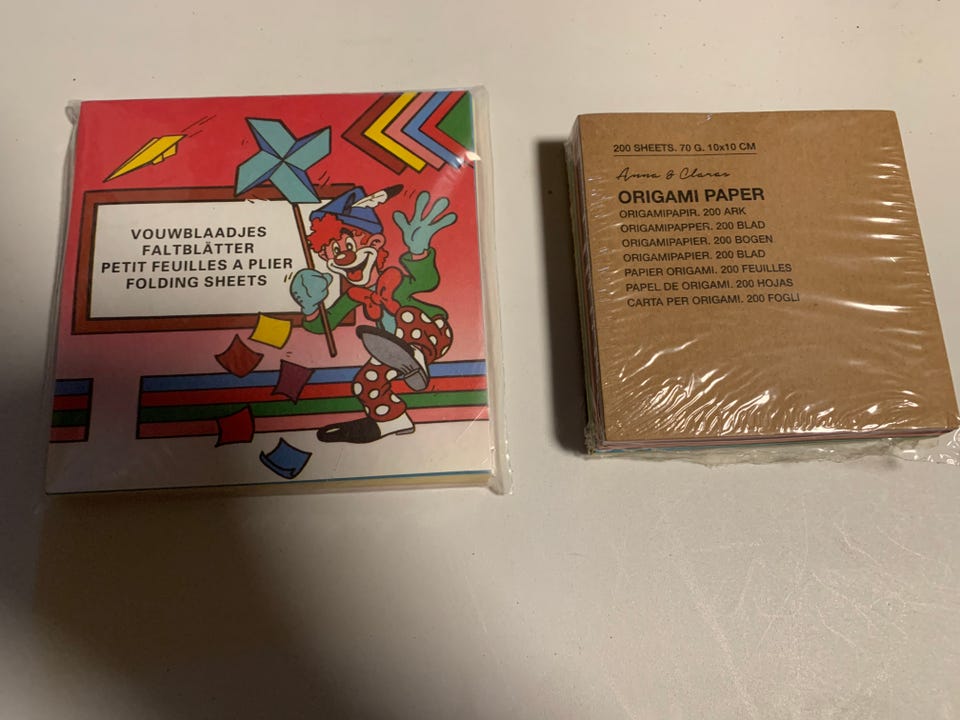 VOUWBLAADJES
FALTBLÄTTER
PETIT FEUILLES A PLIER
FOLDING SHEETS
200 SHEETS. 70 G. 10x10 CM
Anna & Claras
ORIGAMI PAPER
ORIGAMIPAPIR. 200 ARK
ORIGAMIPAPPER. 200 BLAD
ORIGAMIPAPIER. 200 BOGEN
ORIGAMIPAPIER. 200 BLAD
PAPIER ORIGAMI. 200 FEUILLES
PAPEL DE ORIGAMI. 200 HOJAS
CARTA PER ORIGAMI. 200 FOGLI